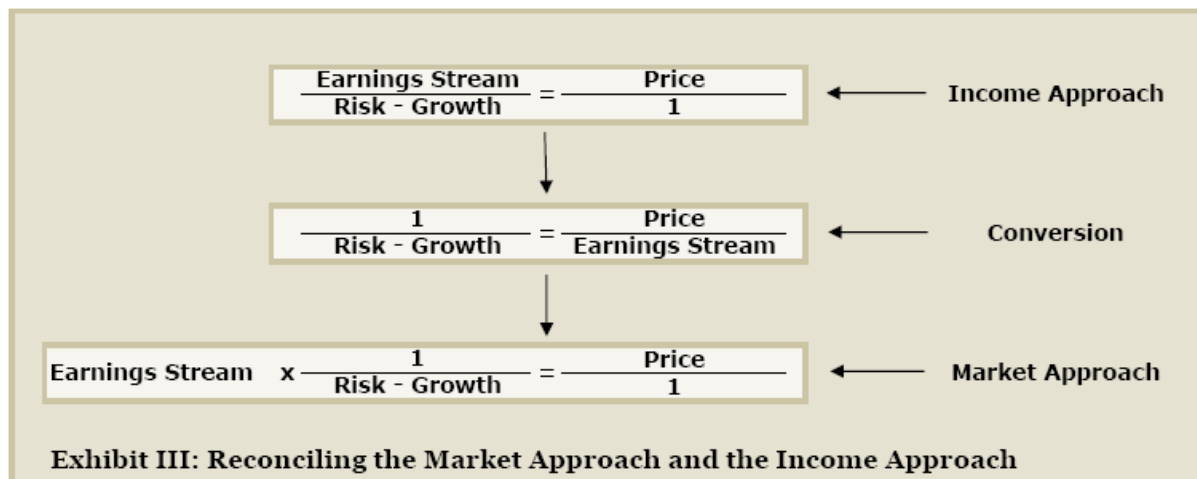 Earnings Stream / Risk - Growth = Price / 1 Income Approach
1 / Risk - Growth = Price / Earnings Stream Conversion
Earnings Stream x 1 / Risk - Growth = Price / 1 Market Approach
Exhibit III: Reconciling the Market Approach and the Income Approach